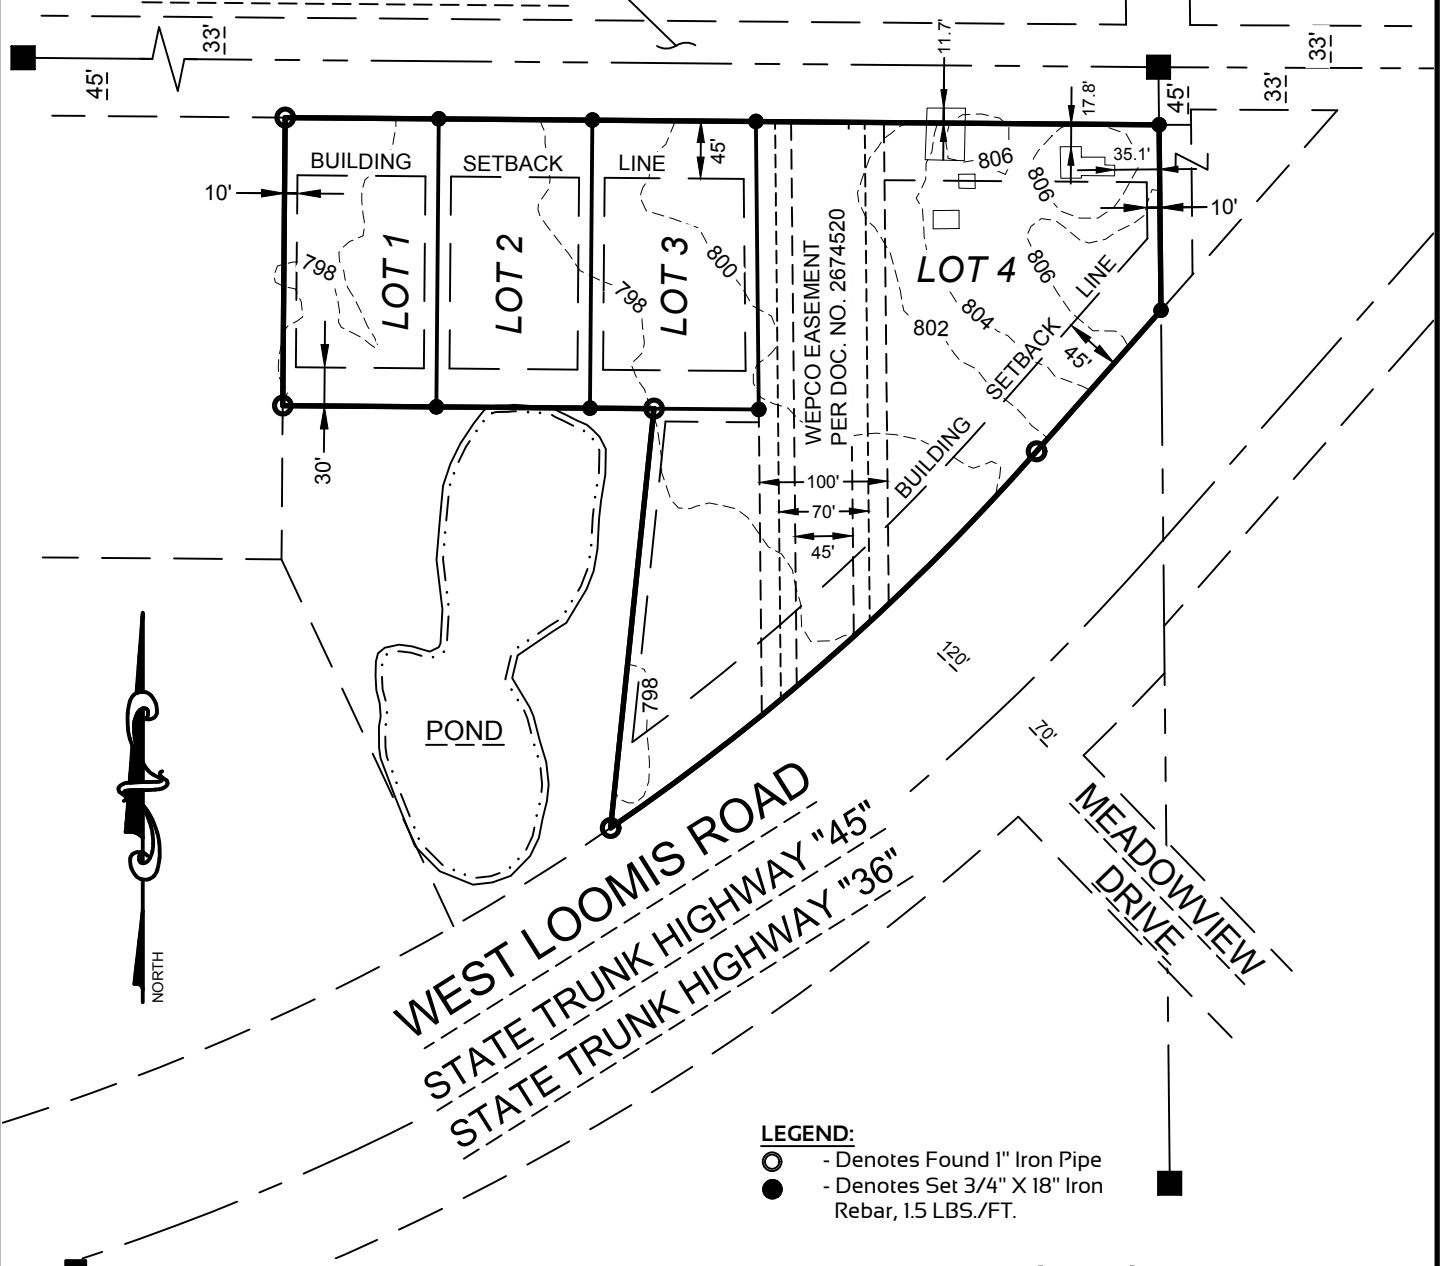 33'
45'
11.7'
33'
45'
33'
17.8'
BUILDING
SETBACK
LINE
45'
806
35.1'
806
10'
10'
LOT 1
LOT 2
LOT 3
LOT 4
798
798
800
802
804
806
WEPCO EASEMENT
PER DOC. NO. 2674520
LINE
SETBACK
BUILDING
45'
30'
100'
70'
45'
798
POND
120'
70'
NORTH
WEST LOOMIS ROAD
STATE TRUNK HIGHWAY "45"
STATE TRUNK HIGHWAY "36"
MEADOWVIEW
DRIVE
LEGEND:
- Denotes Found 1" Iron Pipe
- Denotes Set 3/4" X 18" Iron
Rebar, 1.5 LBS./FT.